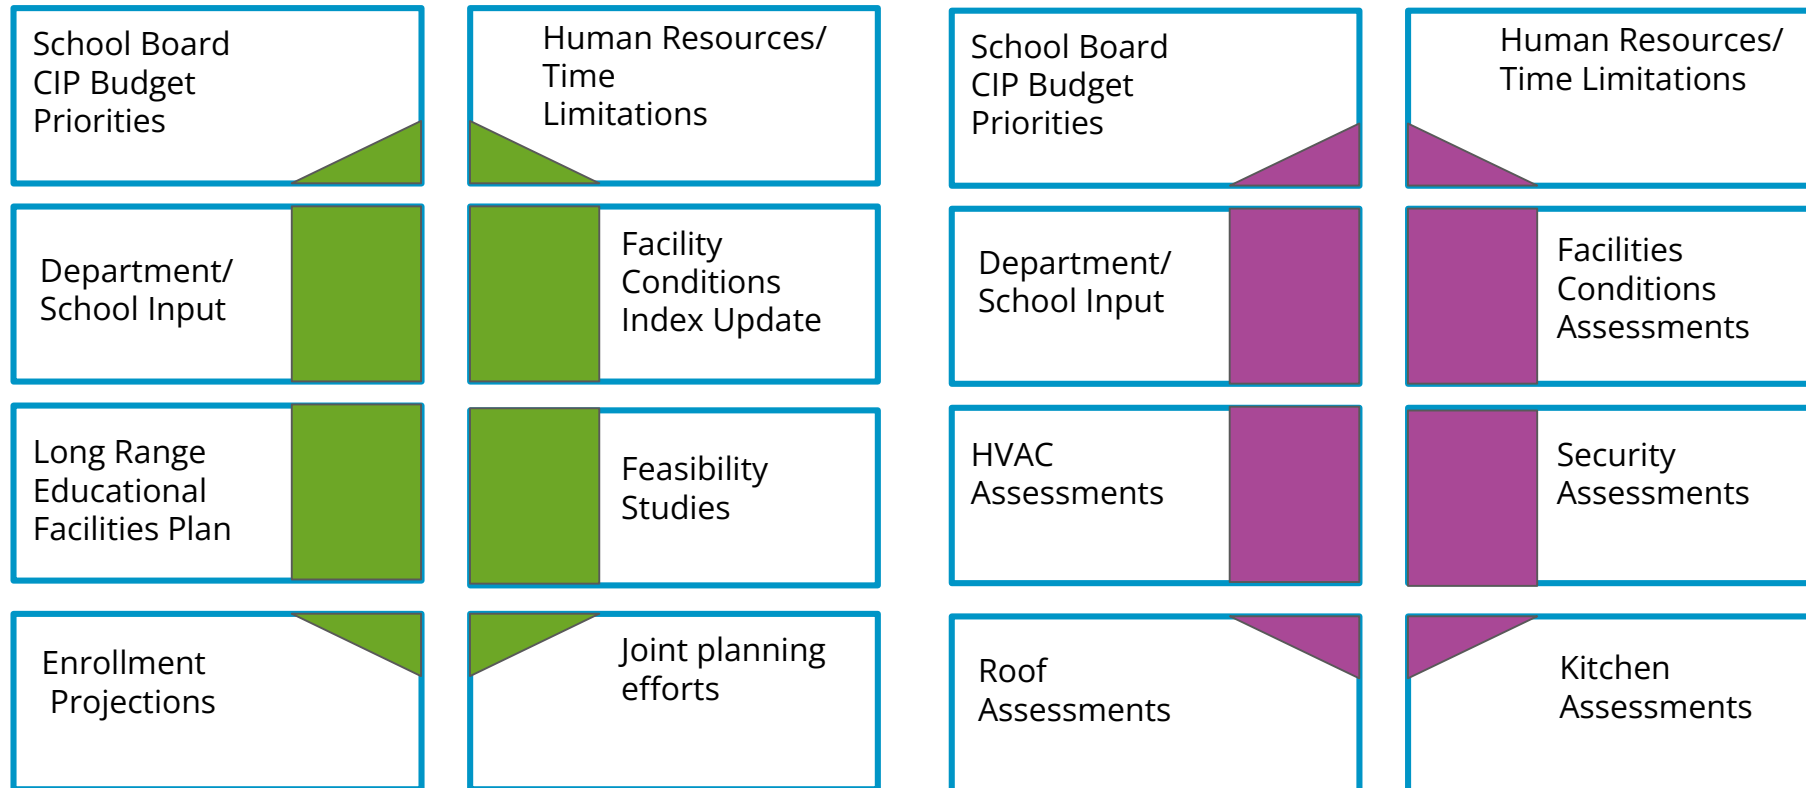 School Board
CIP Budget
Priorities
Human Resources/
Time
Limitations
Department/
School Input
Facility
Conditions
Index Update
Long Range
Educational
Facilities Plan
Feasibility
Studies
Enrollment
Projections
Joint planning
efforts
School Board
CIP Budget
Priorities
Human Resources/
Time Limitations
Department/
School Input
Facilities
Conditions
Assessments
HVAC
Assessments
Security
Assessments
Roof
Assessments
Kitchen
Assessments